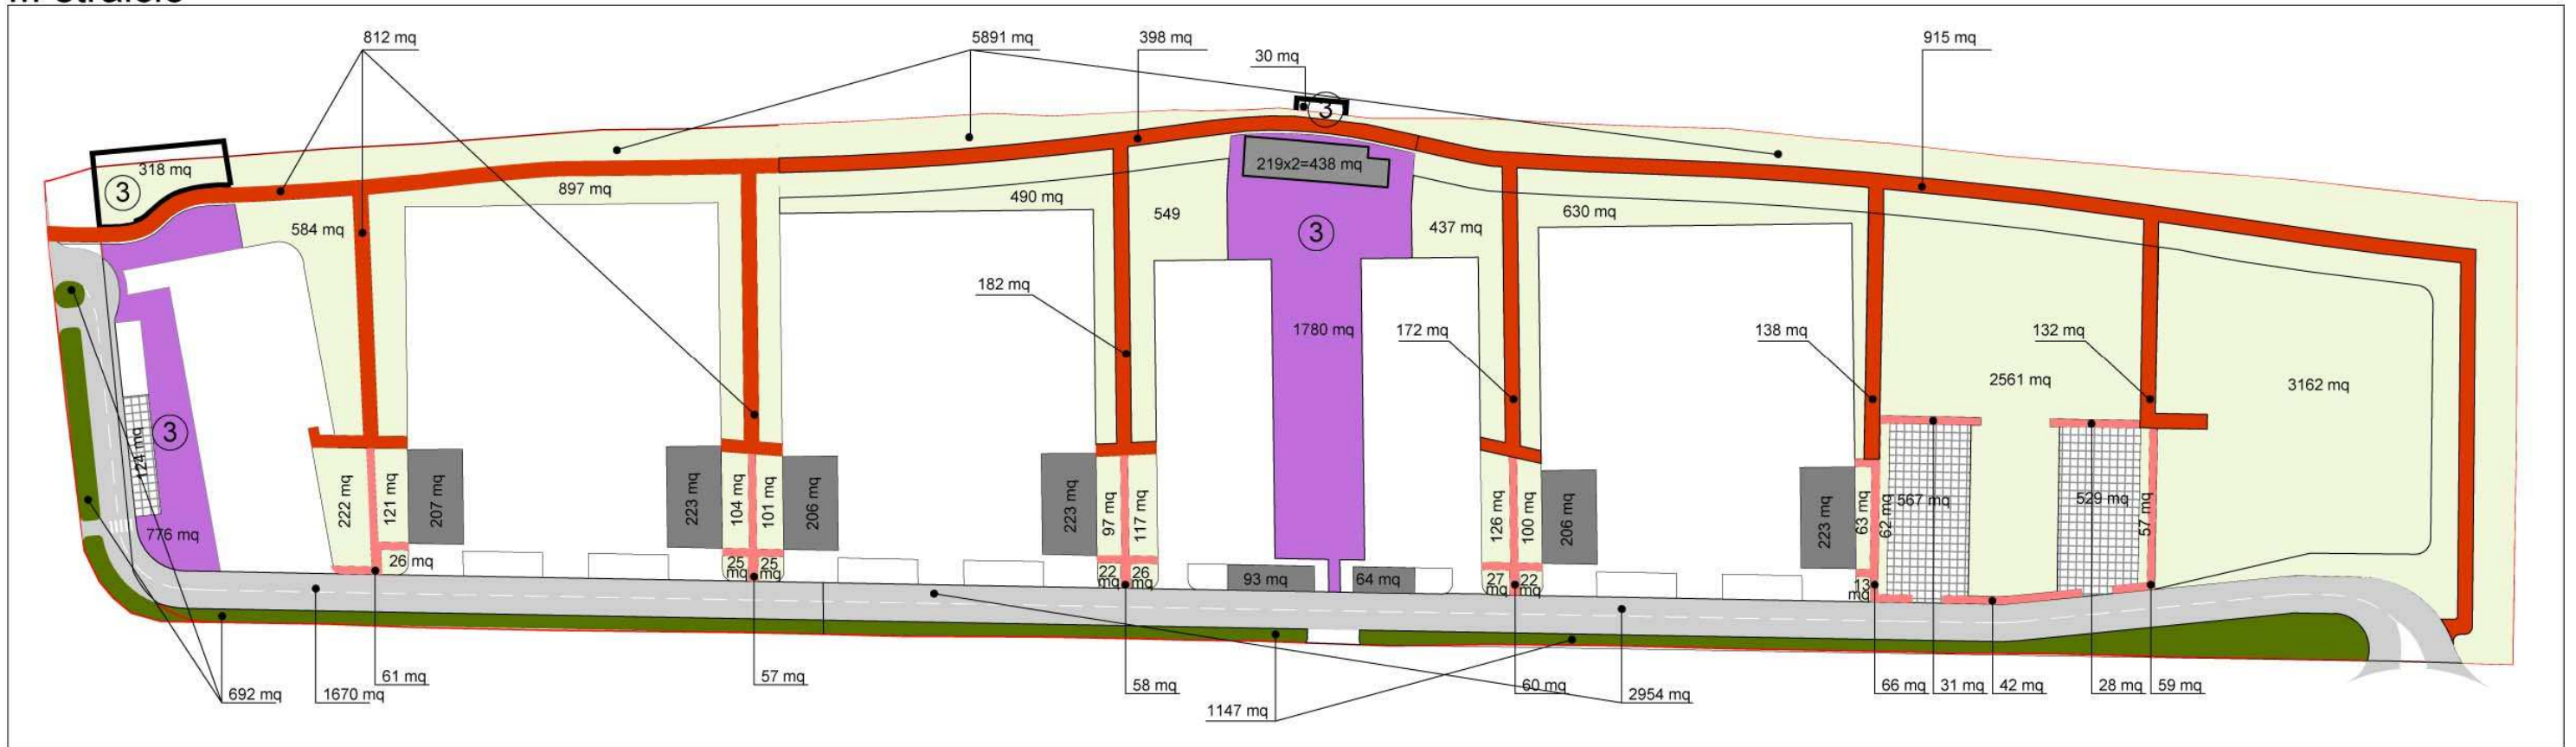 812 mq
5891 mq
398 mq
30 mq
915 mq
318 mq
3
3
219x2=438 mq
897 mq
490 mq
549
437 mq
630 mq
584 mq
3
182 mq
1780 mq
172 mq
138 mq
132 mq
2561 mq
3162 mq
124 mq
3
776 mq
222 mq
121 mq
207 mq
223 mq
104 mq
101 mq
206 mq
223 mq
97 mq
117 mq
126 mq
100 mq
206 mq
223 mq
63 mq
62 mq
567 mq
529 mq
57 mq
26 mq
25 mq
25 mq
22 mq
26 mq
93 mq
64 mq
27 mq
22 mq
13 mq
692 mq
1670 mq
61 mq
57 mq
58 mq
1147 mq
60 mq
2954 mq
66 mq
31 mq
42 mq
28 mq
59 mq